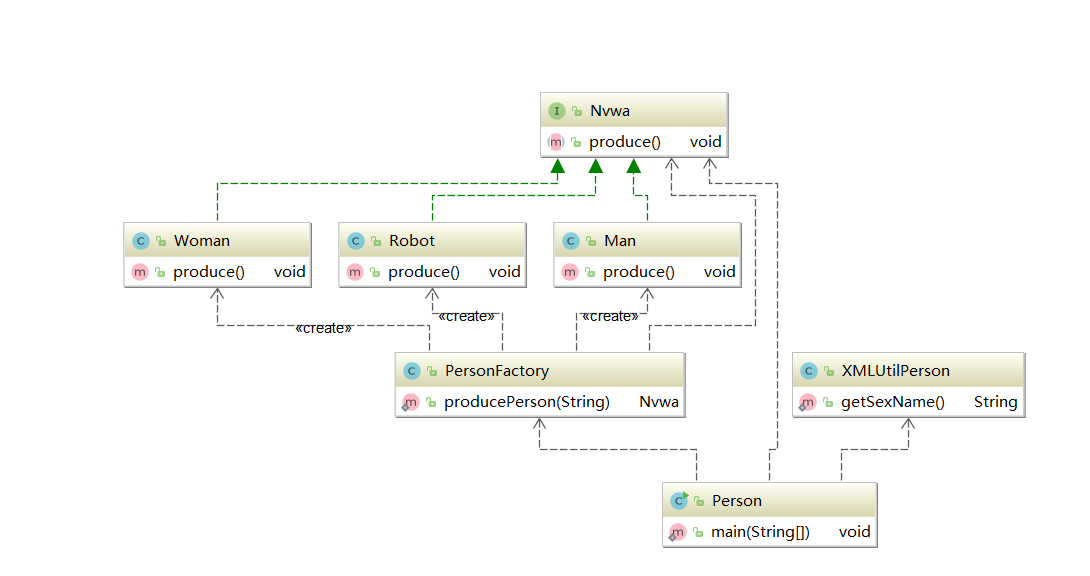 I Nvwa
m produce() void
C Woman
m produce() void
C Robot
m produce() void
C Man
m produce() void
«create»
«create»
«create»
C PersonFactory
m producePerson(String) Nvwa
C XMLUtilPerson
m getSexName() String
C Person
m main(String[]) void